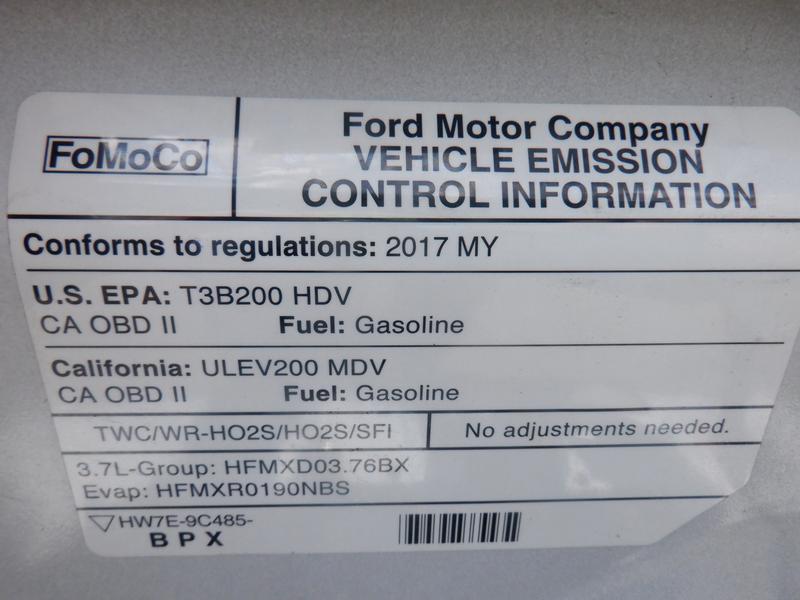 FoMoCo
Ford Motor Company
VEHICLE EMISSION
CONTROL INFORMATION
Conforms to regulations: 2017 MY
U.S. EPA: T3B200 HDV
CA OBD II Fuel: Gasoline
California: ULEV200 MDV
CA OBD II Fuel: Gasoline
TWC/WR-HO2S/HO2S/SFI
No adjustments needed.
3.7L-Group: HFMXD03.76BX
Evap: HFMXR0190NBS
HW7E-9C485-
BPX